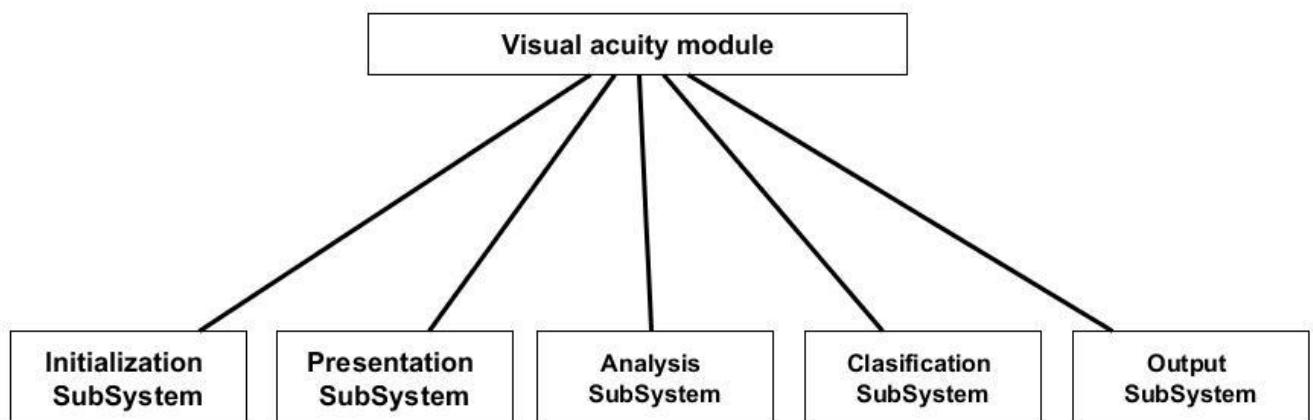 Visual acuity module
Initialization
SubSystem
Presentation
SubSystem
Analysis
SubSystem
Clasification
SubSystem
Output
SubSystem